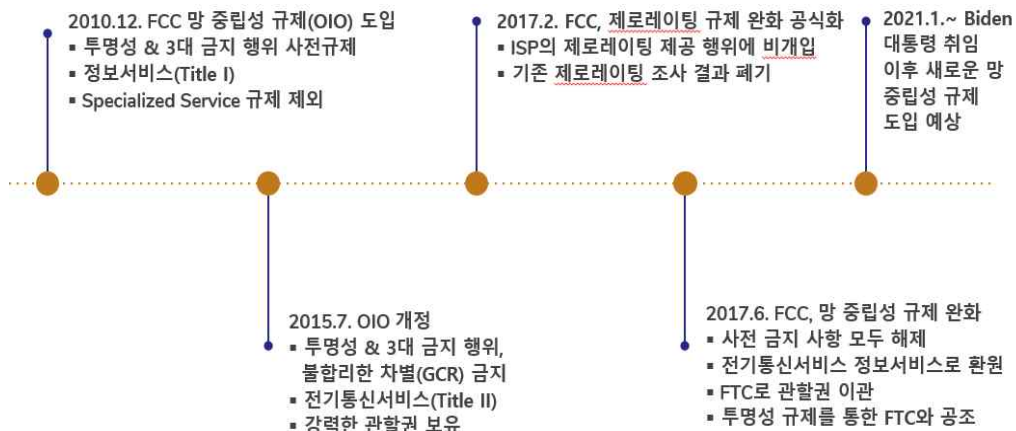 2010.12. FCC 망 중립성 규제(OIO) 도입
▪ 투명성 & 3대 금지 행위 사전규제
▪ 정보서비스(Title I)
▪ Specialized Service 규제 제외
2017.2. FCC, 제로레이팅 규제 완화 공식화
▪ ISP의 제로레이팅 제공 행위에 비개입
▪ 기존 제로레이팅 조사 결과 폐기
2021.1.~ Biden
대통령 취임
이후 새로운 망
중립성 규제
도입 예상
2015.7. OIO 개정
▪ 투명성 & 3대 금지 행위,
불합리한 차별(GCR) 금지
▪ 전기통신서비스(Title II)
▪ 강력한 관할권 보유
2017.6. FCC, 망 중립성 규제 완화
▪ 사전 금지 사항 모두 해제
▪ 전기통신서비스 정보서비스로 환원
▪ FTC로 관할권 이관
▪ 투명성 규제를 통한 FTC와 공조